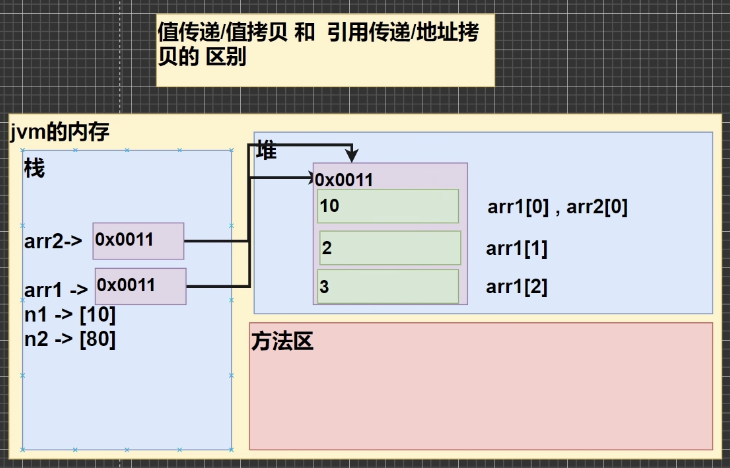 值传递/值拷贝 和 引用传递/地址拷
贝的 区别
jvm的内存
栈
堆
0x0011
10
arr1[0] , arr2[0]
arr2-> 0x0011
2
arr1[1]
arr1 -> 0x0011
3
arr1[2]
n1 -> [10]
n2 -> [80]
方法区